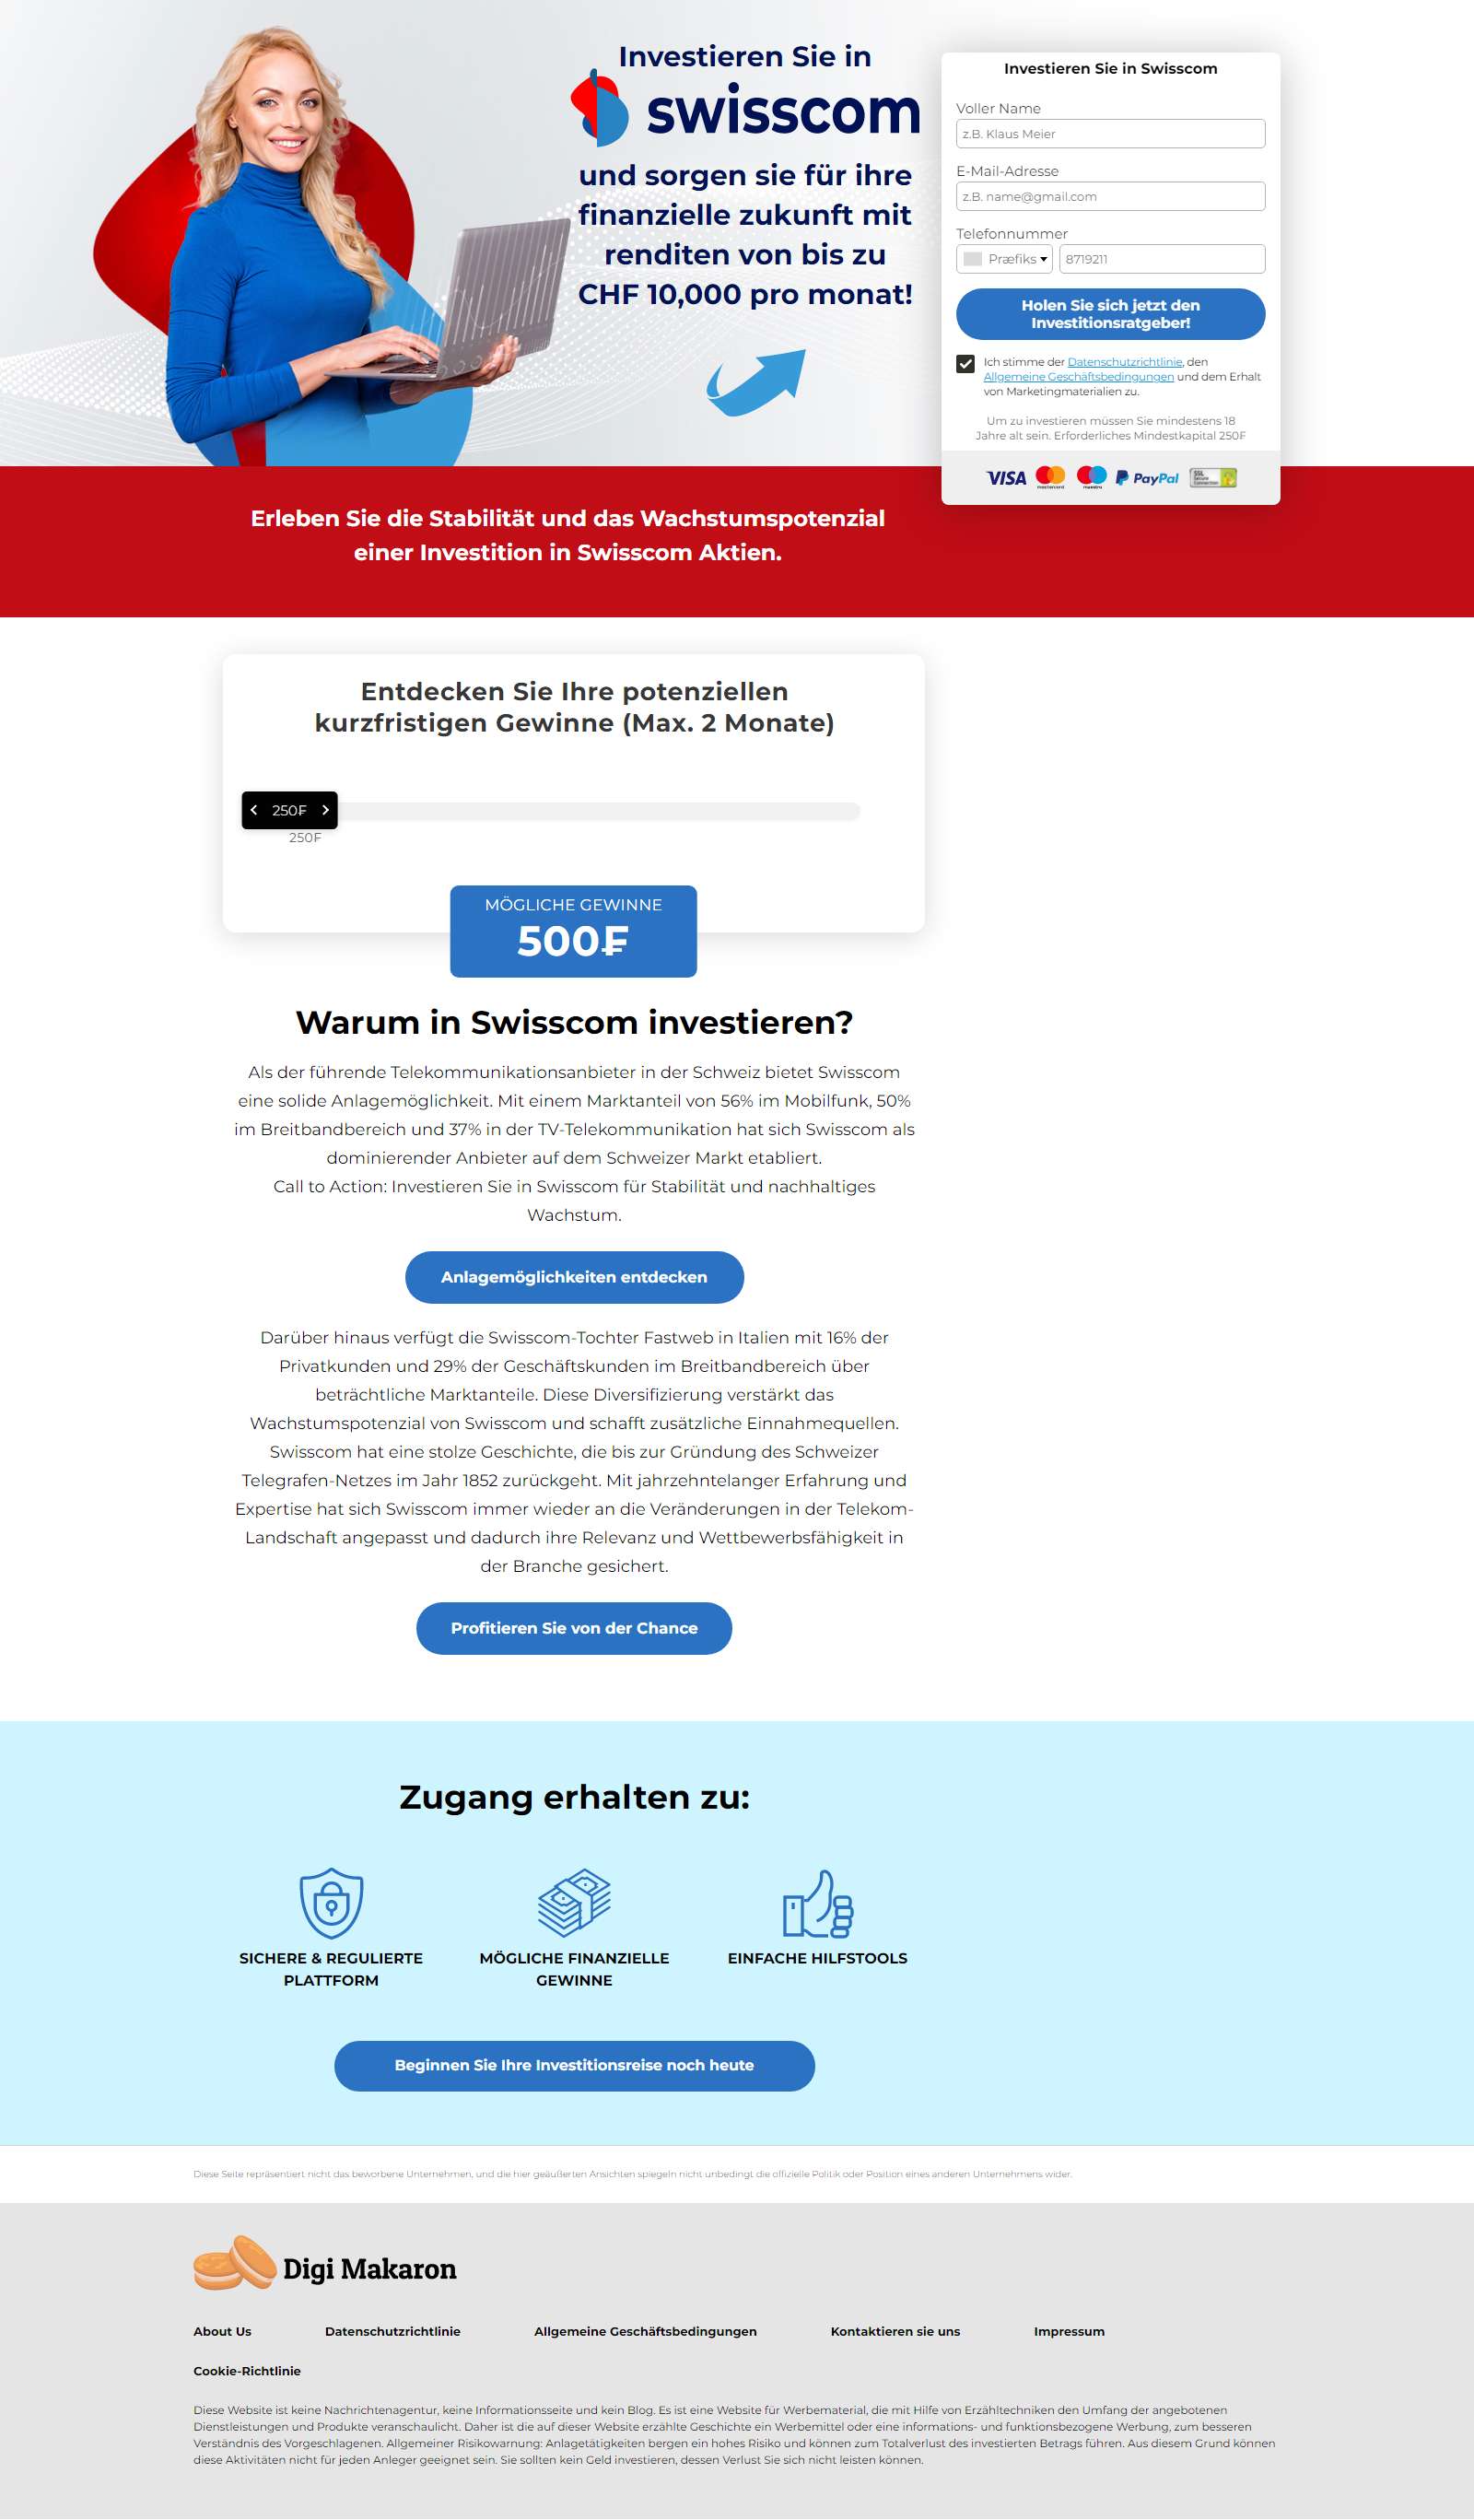 Investieren Sie in
swisscom
und sorgen sie für ihre
finanzielle zukunft mit
renditen von bis zu
CHF 10,000 pro monat!
Investieren Sie in Swisscom
Voller Name
z.B. Klaus Meier
E-Mail-Adresse
z.B. name@gmail.com
Telefonnummer
Præfiks 8719211
Holen Sie sich jetzt den
Investitionsratgeber!
Ich stimme der Datenschutzrichtlinie, den
Allgemeine Geschäftsbedingungen und dem Erhalt
von Marketingmaterialien zu.
Um zu investieren müssen Sie mindestens 18
Jahre alt sein. Erforderliches Mindestkapital 250₣
VISA mastercard maestro PayPal SSL
Secure
Connection
Erleben Sie die Stabilität und das Wachstumspotenzial
einer Investition in Swisscom Aktien.
Entdecken Sie Ihre potenziellen
kurzfristigen Gewinne (Max. 2 Monate)
250₣
250₣
MÖGLICHE GEWINNE
500₣
Warum in Swisscom investieren?
Als der führende Telekommunikationsanbieter in der Schweiz bietet Swisscom
eine solide Anlagemöglichkeit. Mit einem Marktanteil von 56% im Mobilfunk, 50%
im Breitbandbereich und 37% in der TV-Telekommunikation hat sich Swisscom als
dominierender Anbieter auf dem Schweizer Markt etabliert.
Call to Action: Investieren Sie in Swisscom für Stabilität und nachhaltiges
Wachstum.
Anlagemöglichkeiten entdecken
Darüber hinaus verfügt die Swisscom-Tochter Fastweb in Italien mit 16% der
Privatkunden und 29% der Geschäftskunden im Breitbandbereich über
beträchtliche Marktanteile. Diese Diversifizierung verstärkt das
Wachstumspotenzial von Swisscom und schafft zusätzliche Einnahmequellen.
Swisscom hat eine stolze Geschichte, die bis zur Gründung des Schweizer
Telegrafen-Netzes im Jahr 1852 zurückgeht. Mit jahrzehntelanger Erfahrung und
Expertise hat sich Swisscom immer wieder an die Veränderungen in der Telekom-
Landschaft angepasst und dadurch ihre Relevanz und Wettbewerbsfähigkeit in
der Branche gesichert.
Profitieren Sie von der Chance
Zugang erhalten zu:
SICHERE & REGULIERTE
PLATTFORM
MÖGLICHE FINANZIELLE
GEWINNE
EINFACHE HILFSTOOLS
Beginnen Sie Ihre Investitionsreise noch heute
Diese Seite repräsentiert nicht das beworbene Unternehmen, und die hier geäußerten Ansichten spiegeln nicht unbedingt die offizielle Politik oder Position eines anderen Unternehmens wider.
Digi Makaron
About Us Datenschutzrichtlinie Allgemeine Geschäftsbedingungen Kontaktieren sie uns Impressum
Cookie-Richtlinie
Diese Website ist keine Nachrichtenagentur, keine Informationsseite und kein Blog. Es ist eine Website für Werbematerial, die mit Hilfe von Erzähltechniken den Umfang der angebotenen
Dienstleistungen und Produkte veranschaulicht. Daher ist die auf dieser Website erzählte Geschichte ein Werbemittel oder eine informations- und funktionsbezogene Werbung, zum besseren
Verständnis des Vorgeschlagenen. Allgemeiner Risikowarnung: Anlagetätigkeiten bergen ein hohes Risiko und können zum Totalverlust des investierten Betrags führen. Aus diesem Grund können
diese Aktivitäten nicht für jeden Anleger geeignet sein. Sie sollten kein Geld investieren, dessen Verlust Sie sich nicht leisten können.